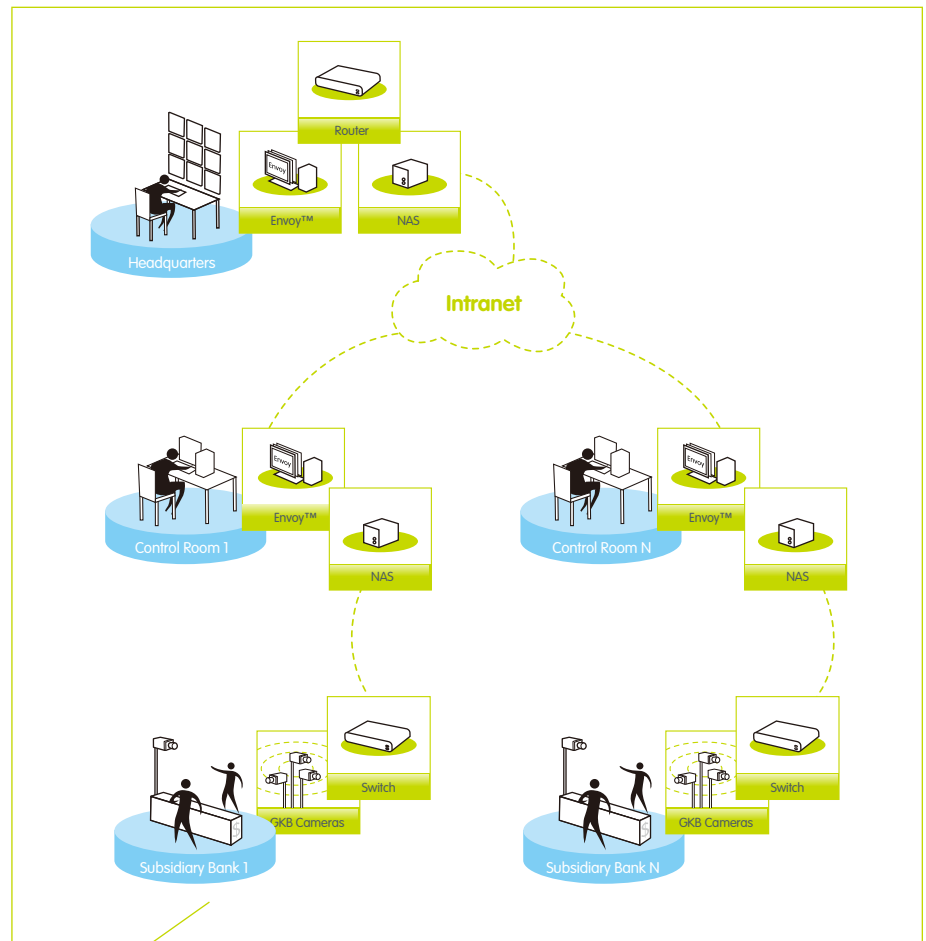 Router
Envoy
Envoy™
NAS
Headquarters
Intranet
Envoy
Envoy™
Control Room 1
NAS
Envoy
Envoy™
Control Room N
NAS
Switch
$
GKB Cameras
Subsidiary Bank 1
Switch
$
GKB Cameras
Subsidiary Bank N